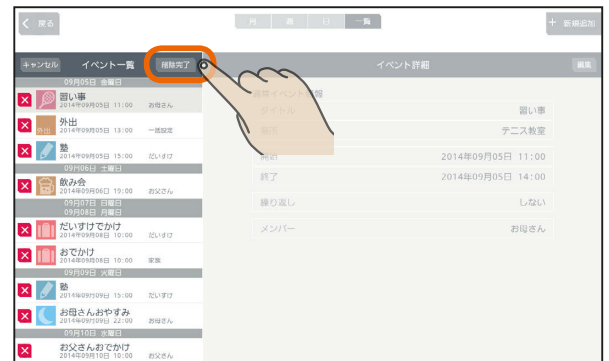 戻る
月 週 日 一覧
+ 新規追加
キャンセル イベント一覧 削除完了
イベント詳細
編集
09月05日 金曜日
習い事
2014年09月05日 11:00 お母さん
外出
外出
2014年09月05日 13:00 一括設定
塾
2014年09月05日 15:00 だいすけ
09月06日 土曜日
飲み会
2014年09月06日 19:00 お父さん
09月07日 日曜日
09月08日 月曜日
だいすけでかけ
2014年09月08日 10:00 だいすけ
おでかけ
2014年09月08日 10:00 家族
09月09日 火曜日
塾
2014年09月09日 15:00 だいすけ
お母さんおやすみ
2014年09月09日 22:00 お母さん
09月10日 水曜日
お父さんおでかけ
2014年09月10日 10:00 お父さん
イベント情報
タイトル 習い事
テニス教室
開始 2014年09月05日 11:00
終了 2014年09月05日 14:00
繰り返し しない
メンバー お母さん